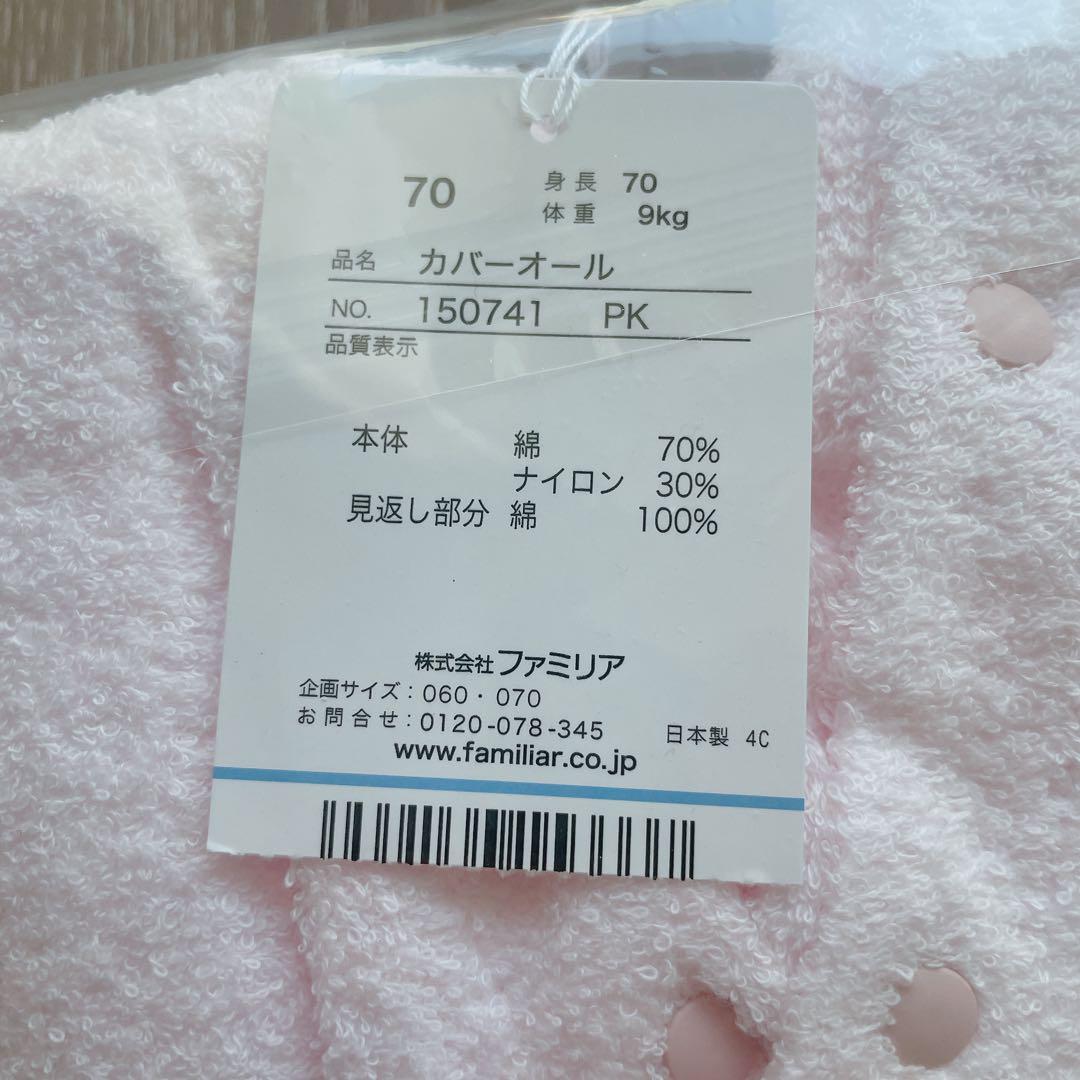 70 身長 70
体重 9kg
品名 カバーオール
NO. 150741 PK
品質表示
本体 綿 70%
ナイロン 30%
見返し部分 綿 100%
株式会社ファミリア
企画サイズ：060・070
お問合せ：0120-078-345 日本製 4C
www.familiar.co.jp